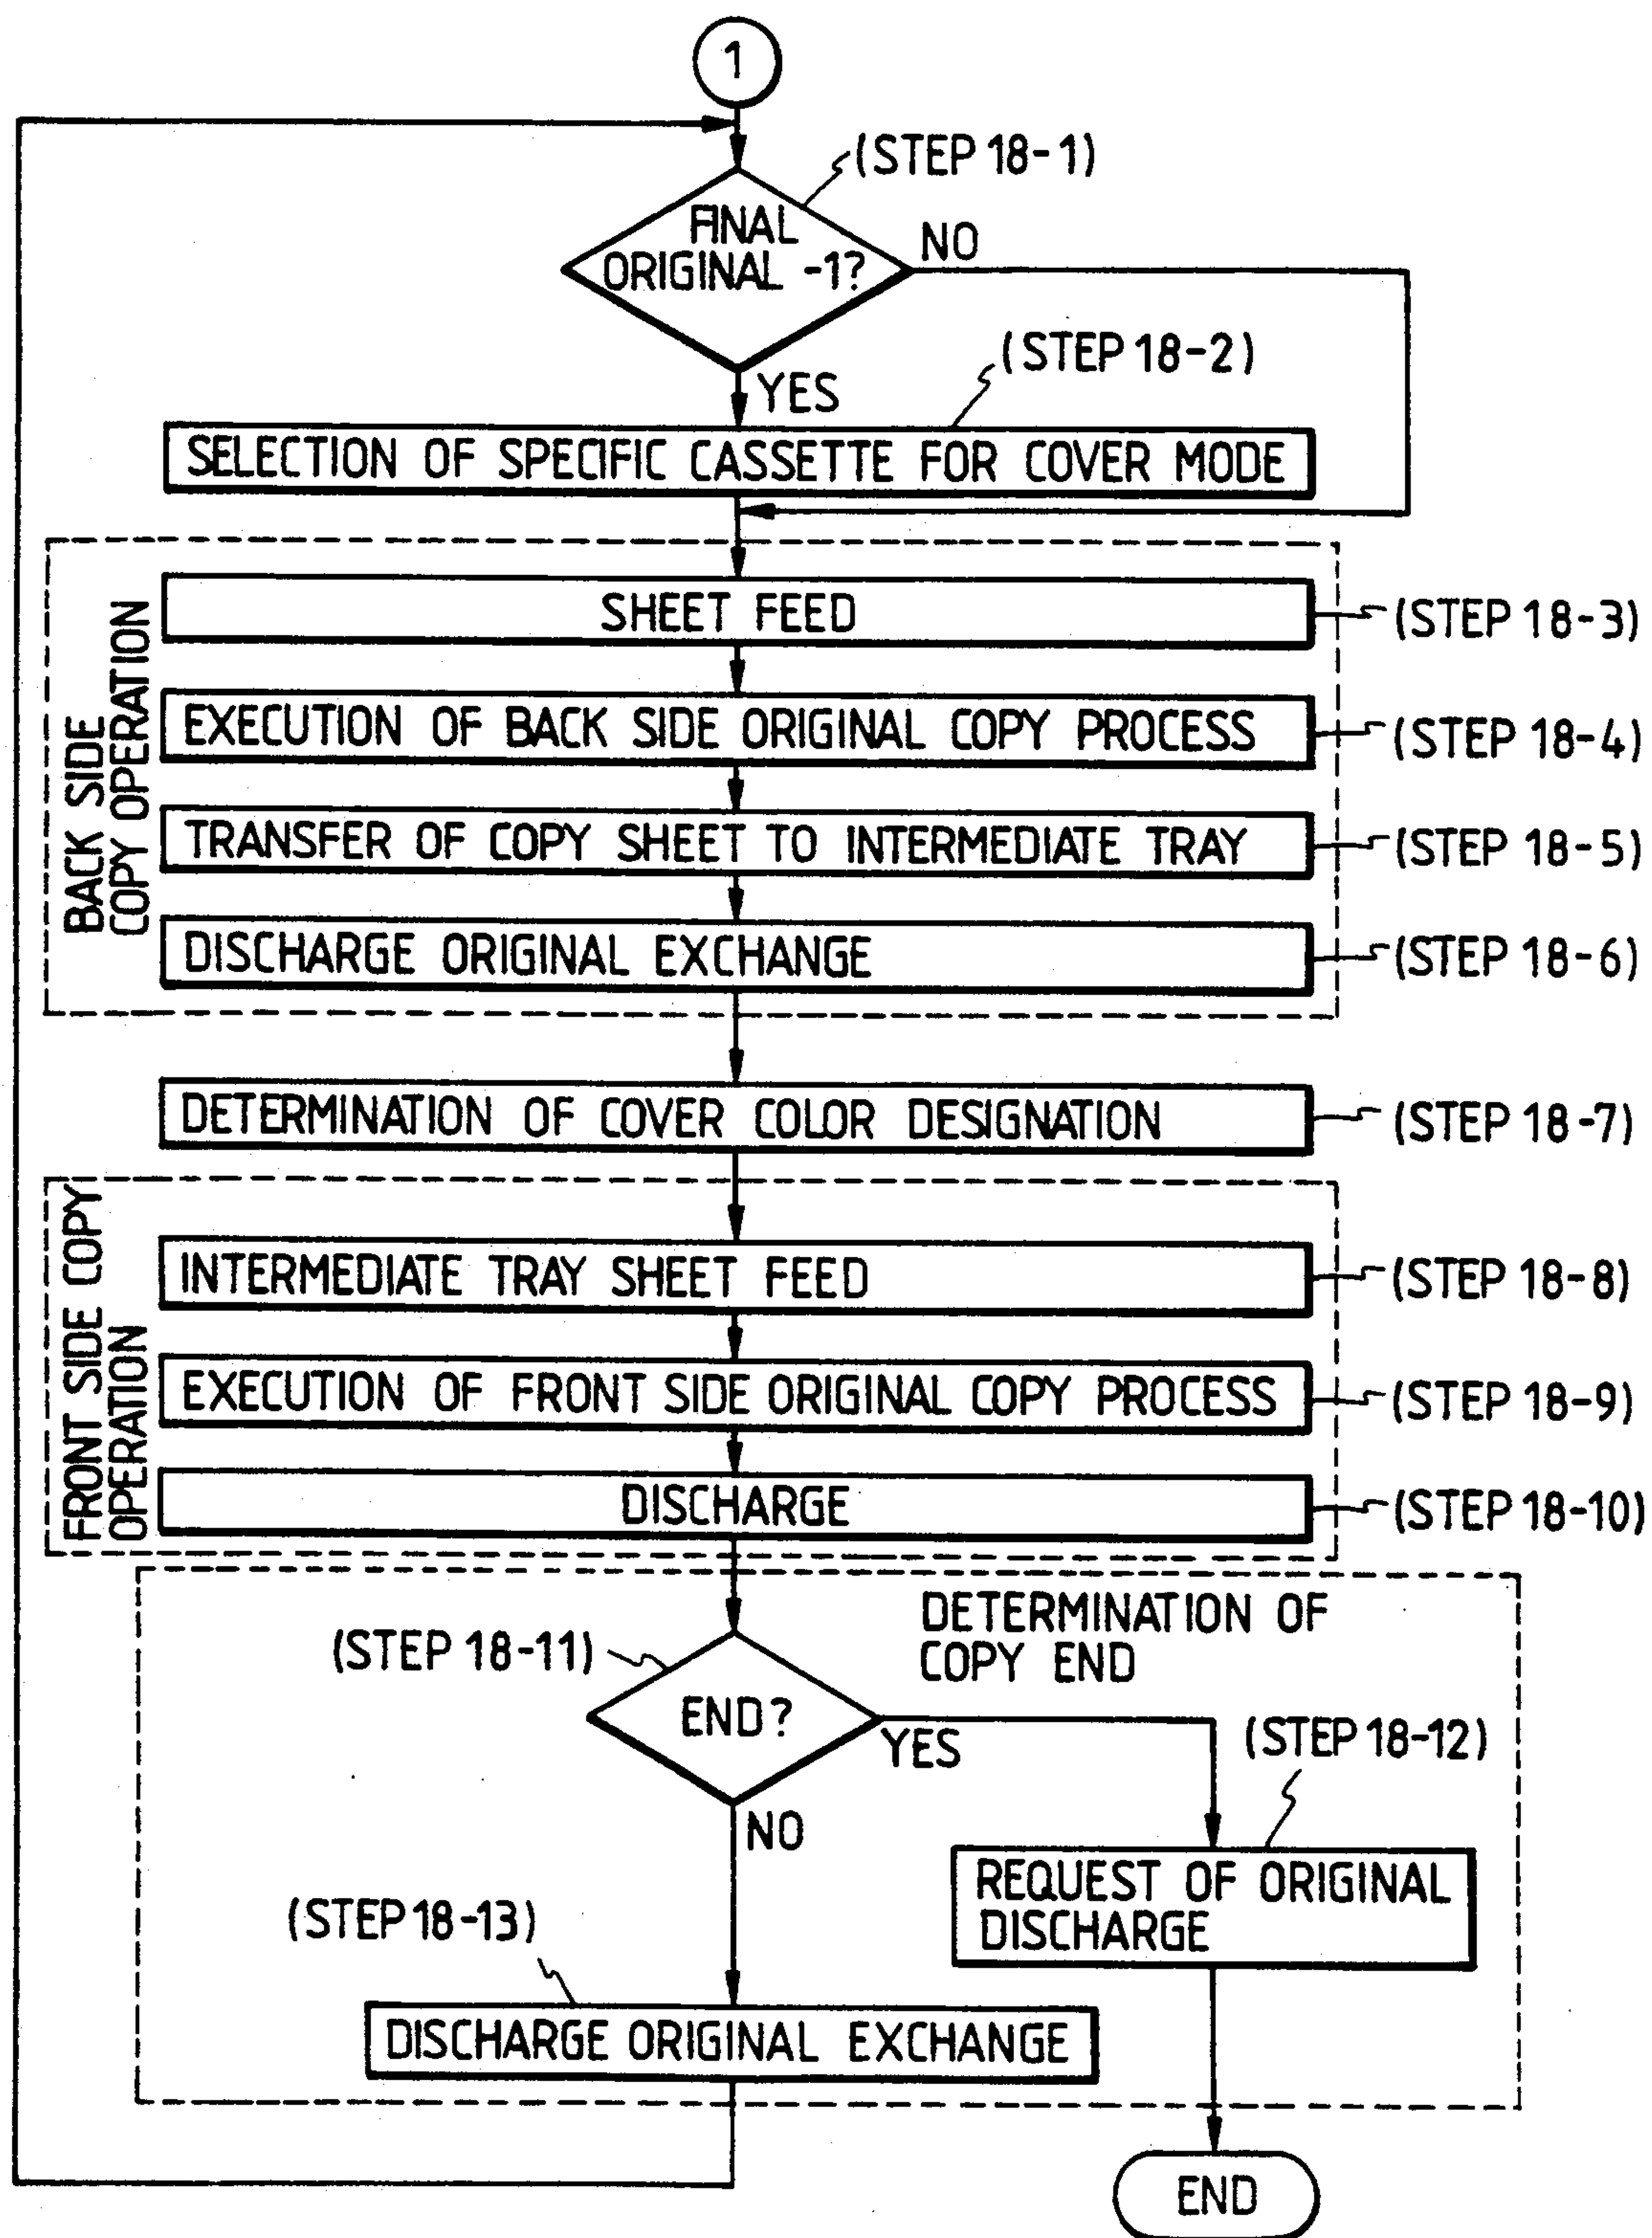 1
(STEP 18-1)
FINAL
ORIGINAL -1?
NO
YES
(STEP 18-2)
SELECTION OF SPECIFIC CASSETTE FOR COVER MODE
BACK SIDE
COPY OPERATION
SHEET FEED
(STEP 18-3)
EXECUTION OF BACK SIDE ORIGINAL COPY PROCESS
(STEP 18-4)
TRANSFER OF COPY SHEET TO INTERMEDIATE TRAY
(STEP 18-5)
DISCHARGE ORIGINAL EXCHANGE
(STEP 18-6)
DETERMINATION OF COVER COLOR DESIGNATION
(STEP 18-7)
FRONT SIDE COPY
OPERATION
INTERMEDIATE TRAY SHEET FEED
(STEP 18-8)
EXECUTION OF FRONT SIDE ORIGINAL COPY PROCESS
(STEP 18-9)
DISCHARGE
(STEP 18-10)
DETERMINATION OF
COPY END
(STEP 18-11)
END?
YES
NO
(STEP 18-12)
REQUEST OF ORIGINAL
DISCHARGE
(STEP 18-13)
DISCHARGE ORIGINAL EXCHANGE
END